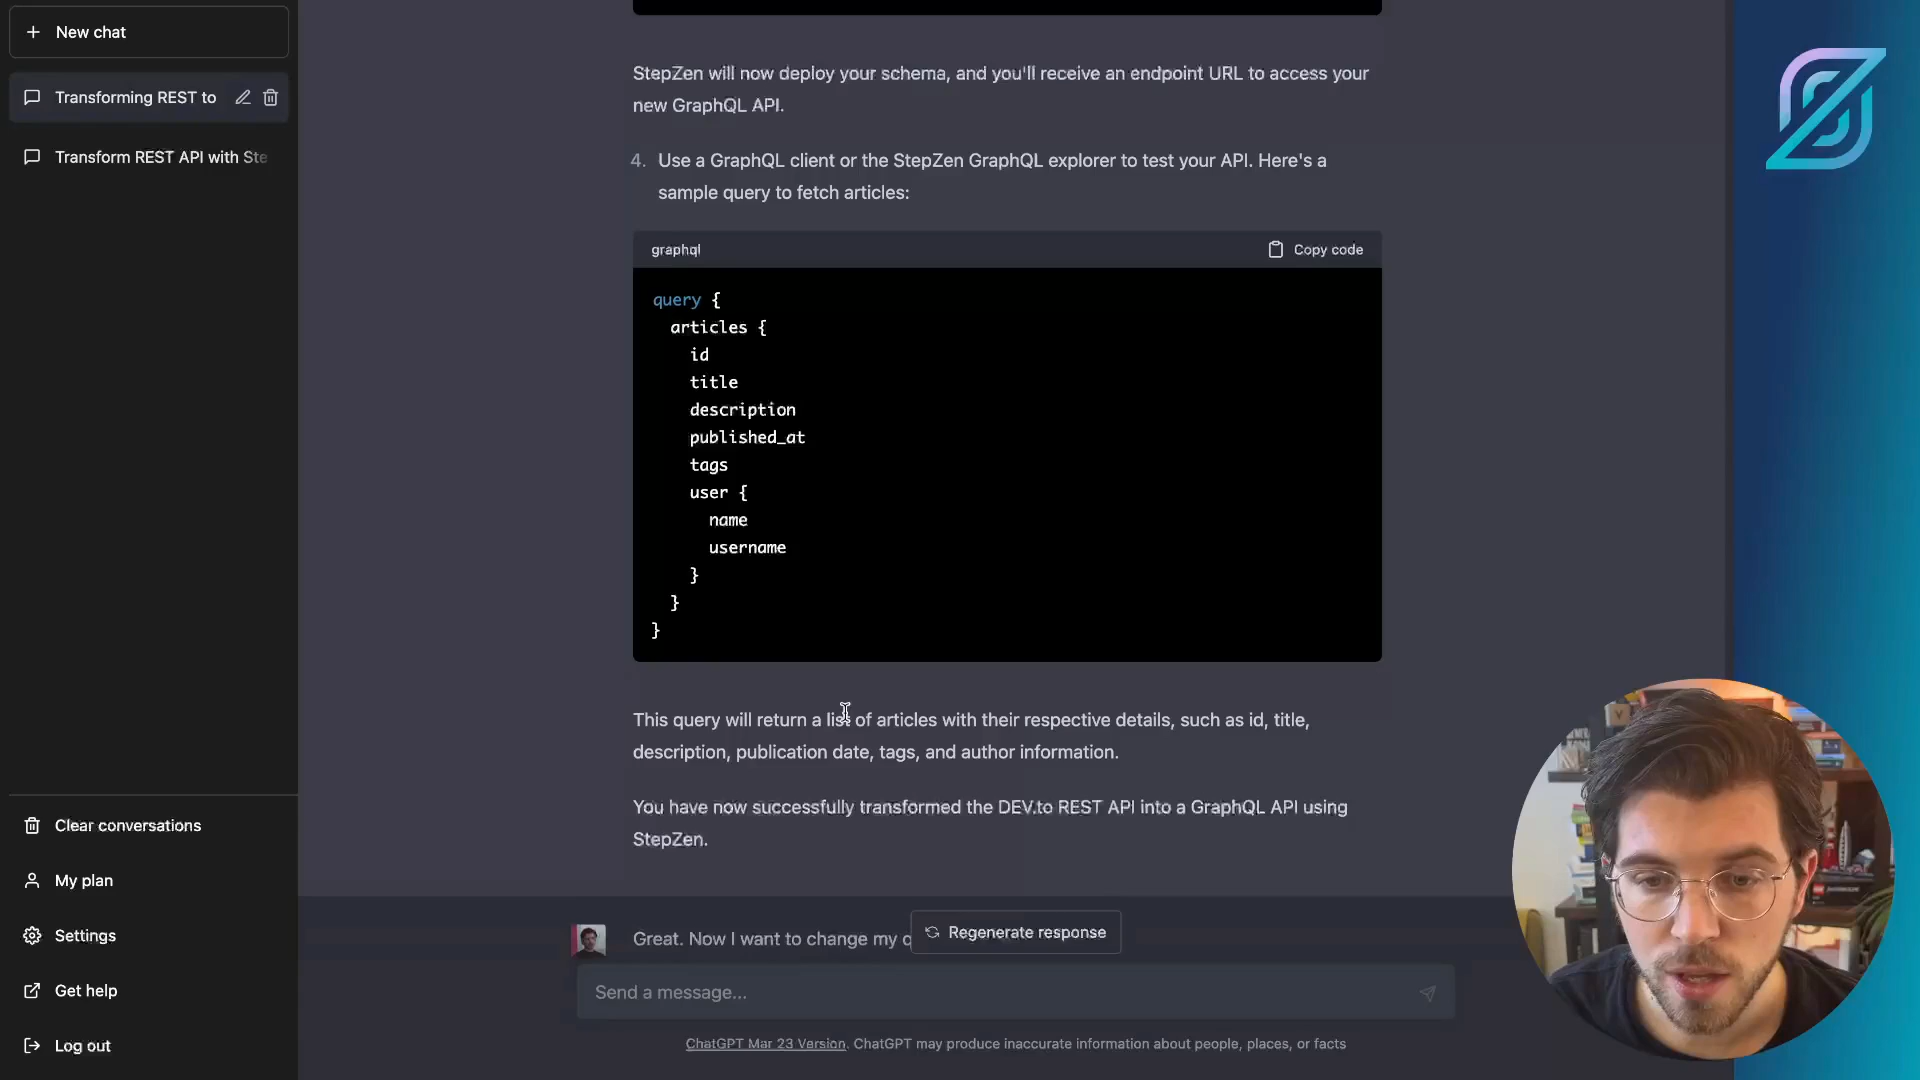 New chat
Transforming REST to
Transform REST API with Ste
StepZen will now deploy your schema, and you'll receive an endpoint URL to access your
new GraphQL API.
4. Use a GraphQL client or the StepZen GraphQL explorer to test your API. Here's a
sample query to fetch articles:
graphql
Copy code
query {
articles {
id
title
description
published_at
tags
user {
name
username
}
}
}
This query will return a list of articles with their respective details, such as id, title,
description, publication date, tags, and author information.
You have now successfully transformed the DEV.to REST API into a GraphQL API using
StepZen.
Great. Now I want to change my q
Regenerate response
Send a message...
ChatGPT Mar 23 Version. ChatGPT may produce inaccurate information about people, places, or facts
Clear conversations
My plan
Settings
Get help
Log out